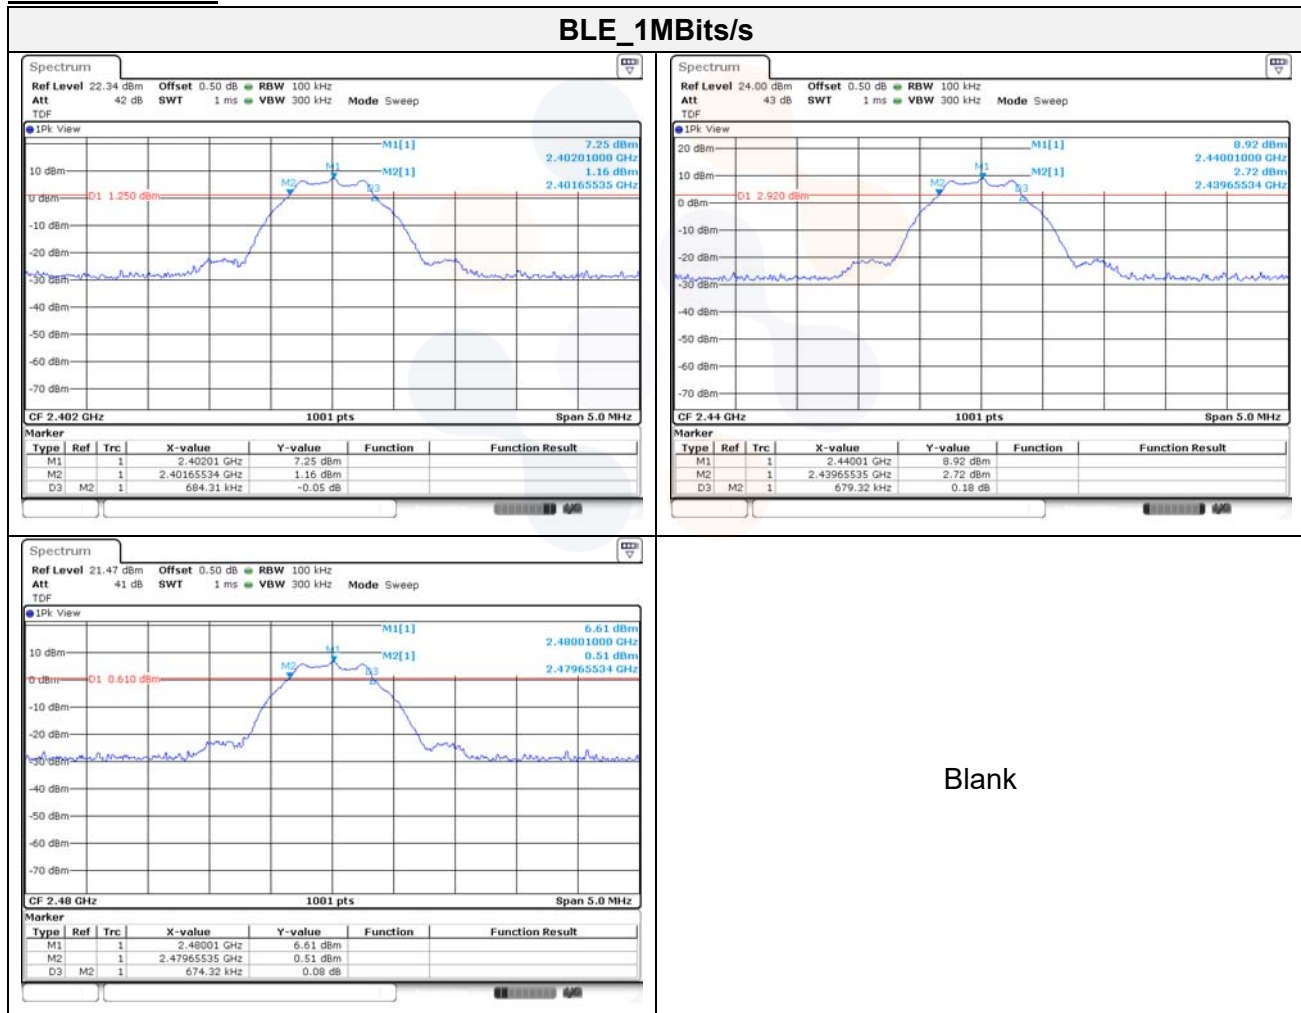 BLE_1MBits/s
Spectrum
Ref Level 22.34 dBm Offset 0.50 dB RBW 100 kHz
Att 42 dB SWT 1 ms VBW 300 kHz Mode Sweep
TDF
1Pk View
M1[1] 7.25 dBm
2.40201000 GHz
M2[1] 1.16 dBm
2.40165535 GHz
10 dBm
M1
M2
D3
0 dBm
D1 1.250 dBm
-10 dBm
-20 dBm
-30 dBm
-40 dBm
-50 dBm
-60 dBm
-70 dBm
CF 2.402 GHz 1001 pts Span 5.0 MHz
Marker
Type Ref Trc X-value Y-value Function Function Result
M1 1 2.40201 GHz 7.25 dBm
M2 1 2.40165534 GHz 1.16 dBm
D3 M2 1 684.31 kHz -0.05 dB
Spectrum
Ref Level 24.00 dBm Offset 0.50 dB RBW 100 kHz
Att 43 dB SWT 1 ms VBW 300 kHz Mode Sweep
TDF
1Pk View
M1[1] 8.92 dBm
2.44001000 GHz
M2[1] 2.72 dBm
2.43965534 GHz
20 dBm
10 dBm
M1
M2
D3
D1 2.920 dBm
0 dBm
-10 dBm
-20 dBm
-30 dBm
-40 dBm
-50 dBm
-60 dBm
-70 dBm
CF 2.44 GHz 1001 pts Span 5.0 MHz
Marker
Type Ref Trc X-value Y-value Function Function Result
M1 1 2.44001 GHz 8.92 dBm
M2 1 2.43965535 GHz 2.72 dBm
D3 M2 1 679.32 kHz 0.18 dB
Spectrum
Ref Level 21.47 dBm Offset 0.50 dB RBW 100 kHz
Att 41 dB SWT 1 ms VBW 300 kHz Mode Sweep
TDF
1Pk View
M1[1] 6.61 dBm
2.48001000 GHz
M2[1] 0.51 dBm
2.47965534 GHz
10 dBm
M1
M2
D3
0 dBm
D1 0.610 dBm
-10 dBm
-20 dBm
-30 dBm
-40 dBm
-50 dBm
-60 dBm
-70 dBm
CF 2.48 GHz 1001 pts Span 5.0 MHz
Marker
Type Ref Trc X-value Y-value Function Function Result
M1 1 2.48001 GHz 6.61 dBm
M2 1 2.47965535 GHz 0.51 dBm
D3 M2 1 674.32 kHz 0.08 dB
Blank